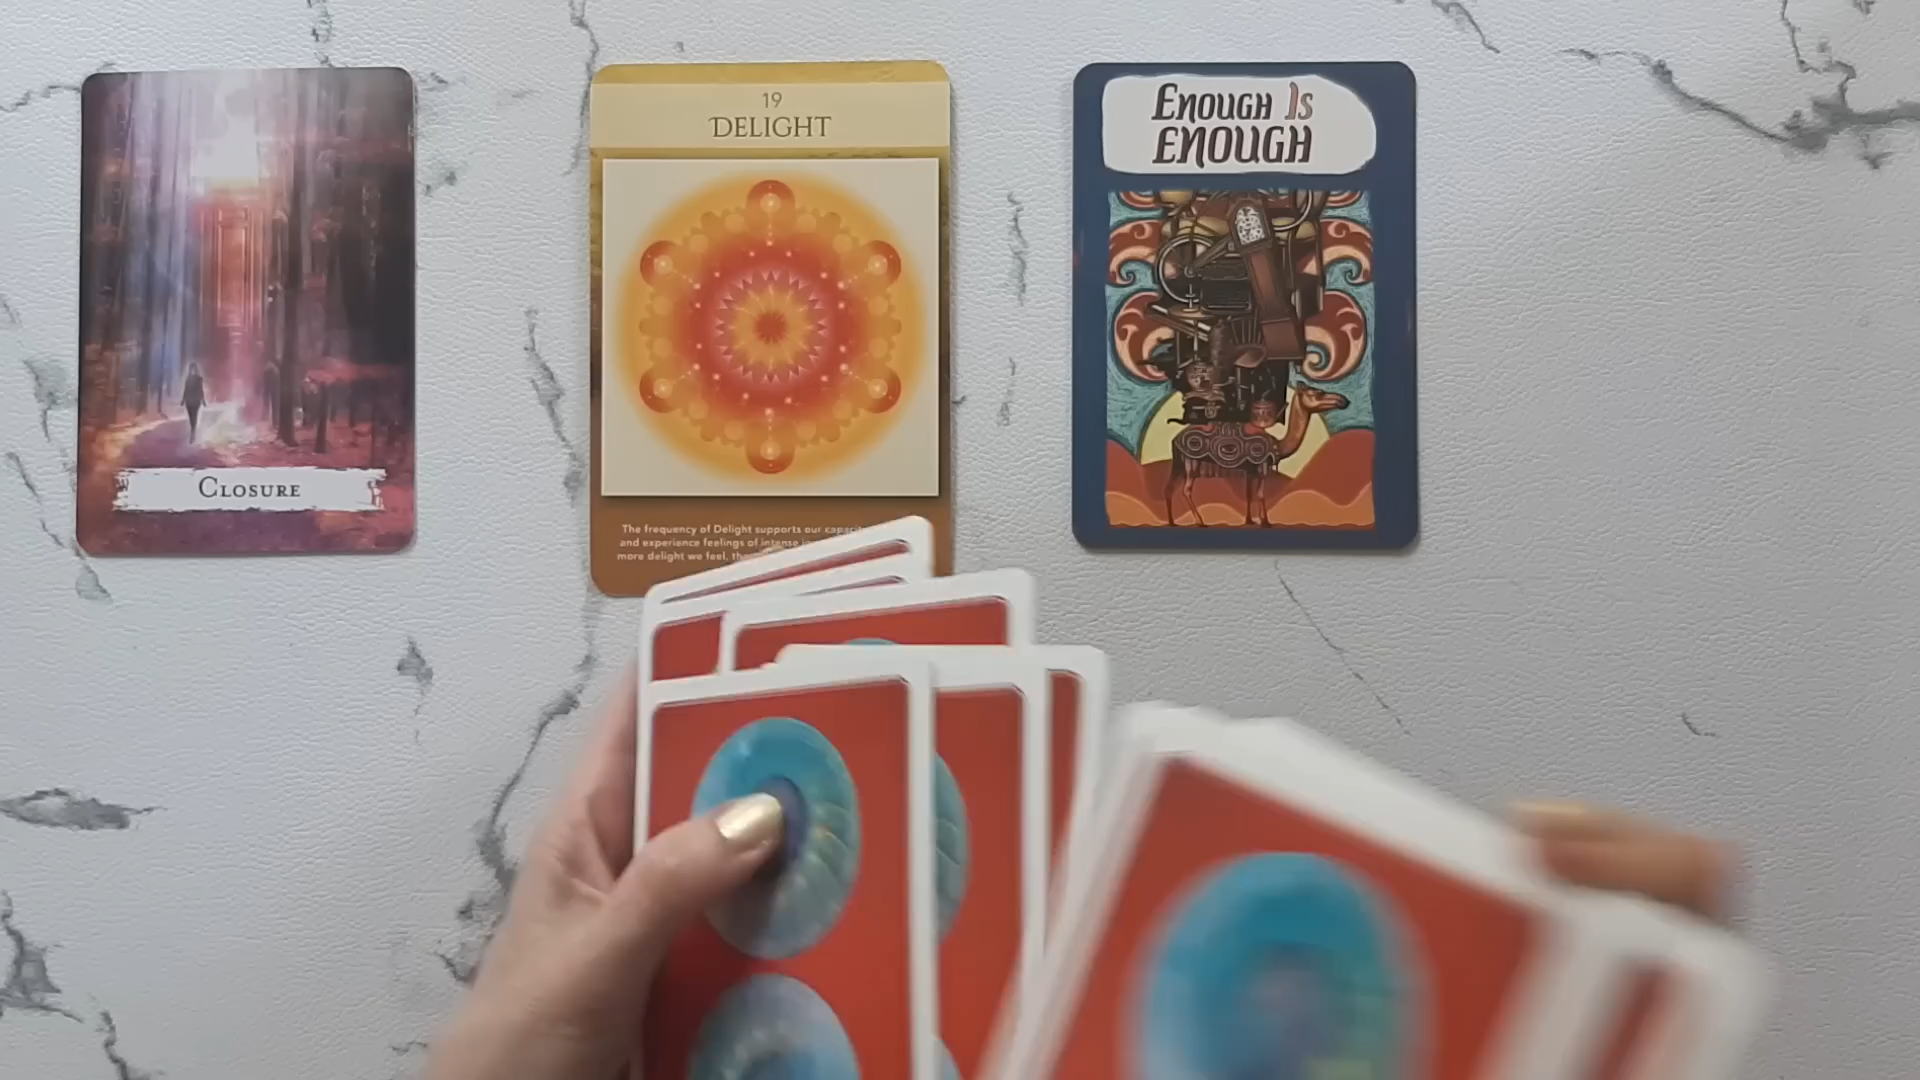 Closure
19
Delight
The frequency of Delight supports our
and experience feelings of intense
more delight we feel,
Enough Is
ENOUGH